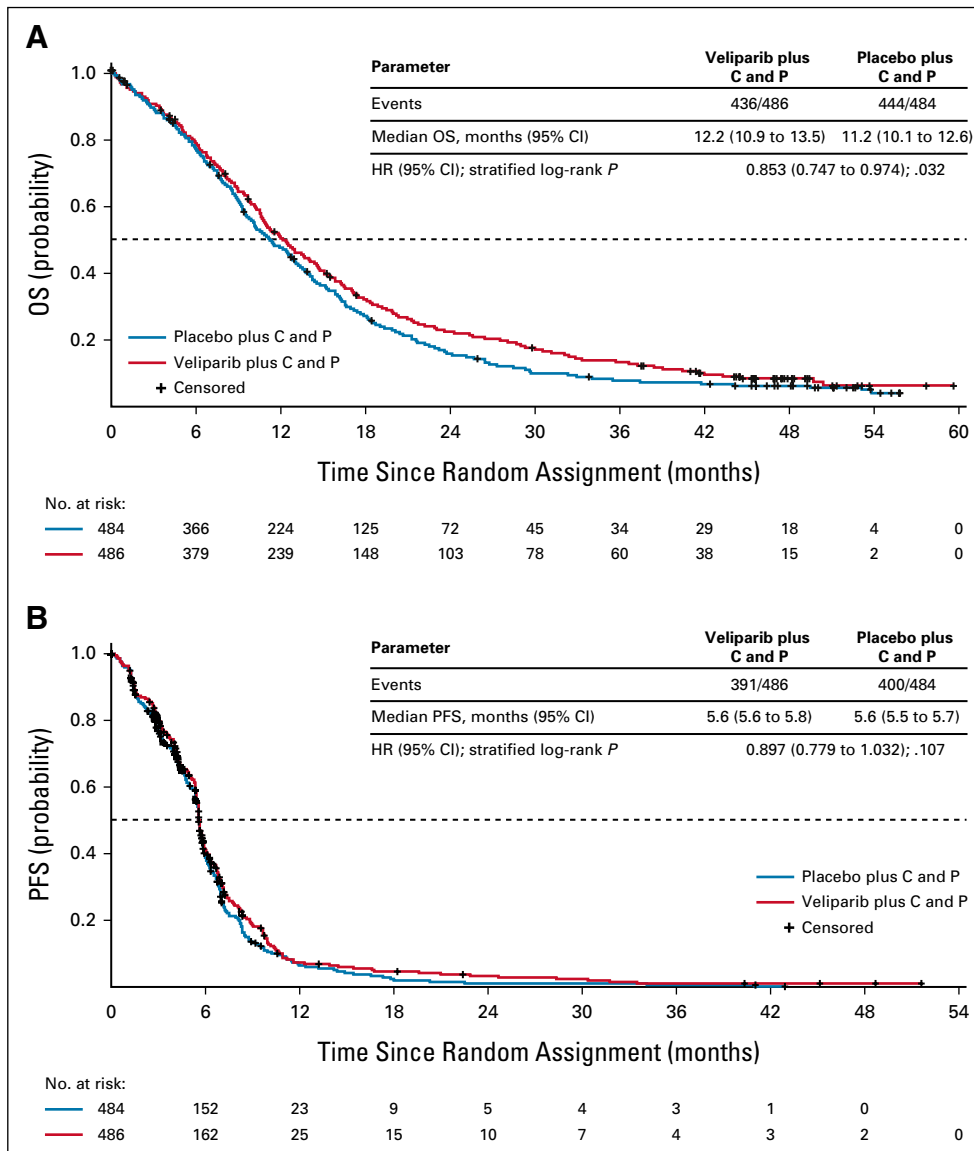 A
Parameter Veliparib plus C and P Placebo plus C and P
Events 436/486 444/484
Median OS, months (95% CI) 12.2 (10.9 to 13.5) 11.2 (10.1 to 12.6)
HR (95% CI); stratified log-rank P 0.853 (0.747 to 0.974); .032
OS (probability)
1.0
0.8
0.6
0.4
0.2
Placebo plus C and P
Veliparib plus C and P
+ Censored
0 6 12 18 24 30 36 42 48 54 60
Time Since Random Assignment (months)
No. at risk:
484 366 224 125 72 45 34 29 18 4 0
486 379 239 148 103 78 60 38 15 2 0
B
Parameter Veliparib plus C and P Placebo plus C and P
Events 391/486 400/484
Median PFS, months (95% CI) 5.6 (5.6 to 5.8) 5.6 (5.5 to 5.7)
HR (95% CI); stratified log-rank P 0.897 (0.779 to 1.032); .107
PFS (probability)
1.0
0.8
0.6
0.4
0.2
Placebo plus C and P
Veliparib plus C and P
+ Censored
0 6 12 18 24 30 36 42 48 54
Time Since Random Assignment (months)
No. at risk:
484 152 23 9 5 4 3 1 0
486 162 25 15 10 7 4 3 2 0